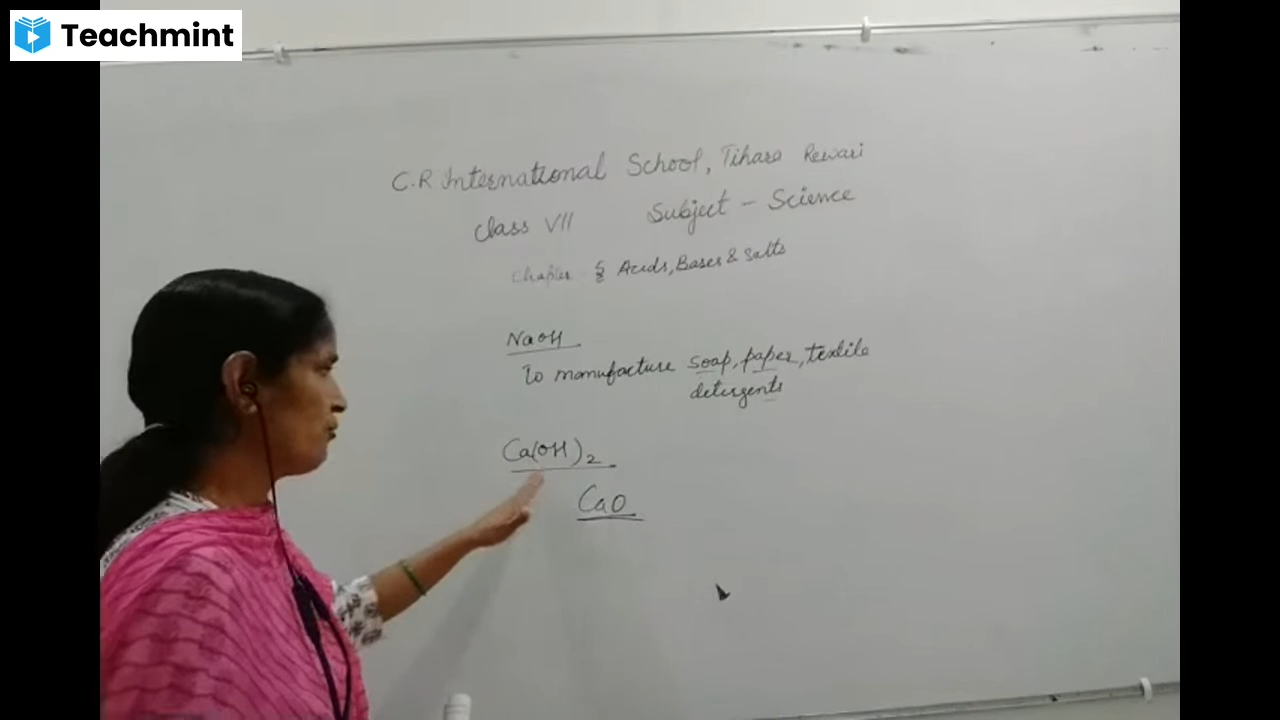 Teachmint
C.R International School, Tihara Rewari
Class VII Subject - Science
Chapter - 5 Acids, Bases & Salts
NaOH
to manufacture soap, paper, textile
detergents
Ca(OH)2
CaO